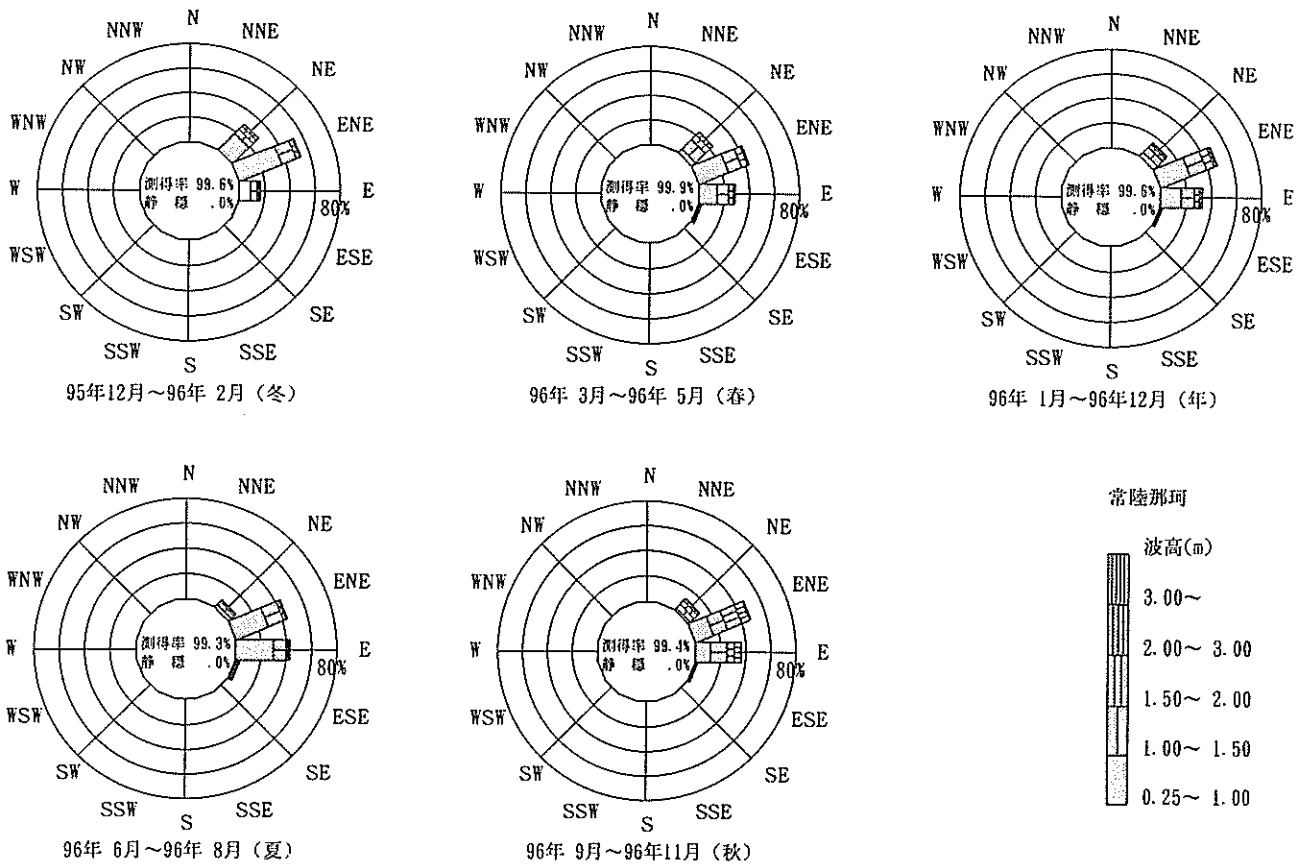 N
NNW
NNE
NW
NE
WNW
ENE
W
測得率 99.6%
静 穏 .0%
E
80%
WSW
ESE
SW
SE
SSW
SSE
S
95年12月~96年 2月 (冬)
N
NNW
NNE
NW
NE
WNW
ENE
W
測得率 99.9%
静 穏 .0%
E
80%
WSW
ESE
SW
SE
SSW
SSE
S
96年 3月~96年 5月 (春)
N
NNW
NNE
NW
NE
WNW
ENE
W
測得率 99.6%
静 穏 .0%
E
80%
WSW
ESE
SW
SE
SSW
SSE
S
96年 1月~96年12月 (年)
N
NNW
NNE
NW
NE
WNW
ENE
W
測得率 99.3%
静 穏 .0%
E
80%
WSW
ESE
SW
SE
SSW
SSE
S
96年 6月~96年 8月 (夏)
N
NNW
NNE
NW
NE
WNW
ENE
W
測得率 99.4%
静 穏 .0%
E
80%
WSW
ESE
SW
SE
SSW
SSE
S
96年 9月~96年11月 (秋)
常陸那珂
波高(m)
3.00~
2.00~ 3.00
1.50~ 2.00
1.00~ 1.50
0.25~ 1.00